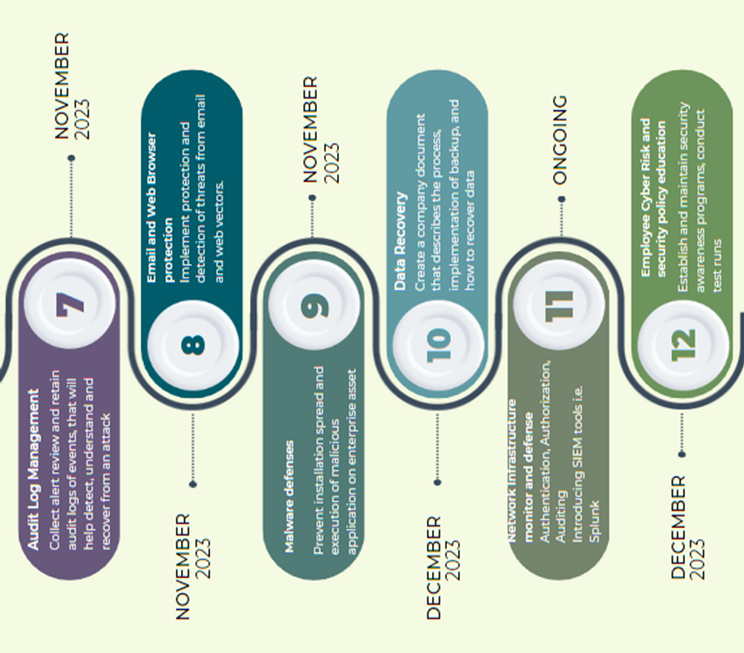 NOVEMBER
2023
7
Audit Log Management
Collect alert review and retain
audit logs of events, that will
help detect, understand and
recover from an attack
Email and Web Browser
protection
Implement protection and
detection of threats from email
and web vectors.
8
NOVEMBER
2023
NOVEMBER
2023
9
Malware defenses
Prevent installation spread and
execution of malicious
application on enterprise asset
Data Recovery
Create a company document
that describes the process,
implementation of backup, and
how to recover data
10
DECEMBER
2023
ONGOING
11
Network Infrastructure
monitor and defense
Authentication, Authorization,
Auditing
Introducing SIEM tools i.e.
Splunk
Employee Cyber Risk and
security policy education
Establish and maintain security
awareness programs, conduct
test runs
12
DECEMBER
2023